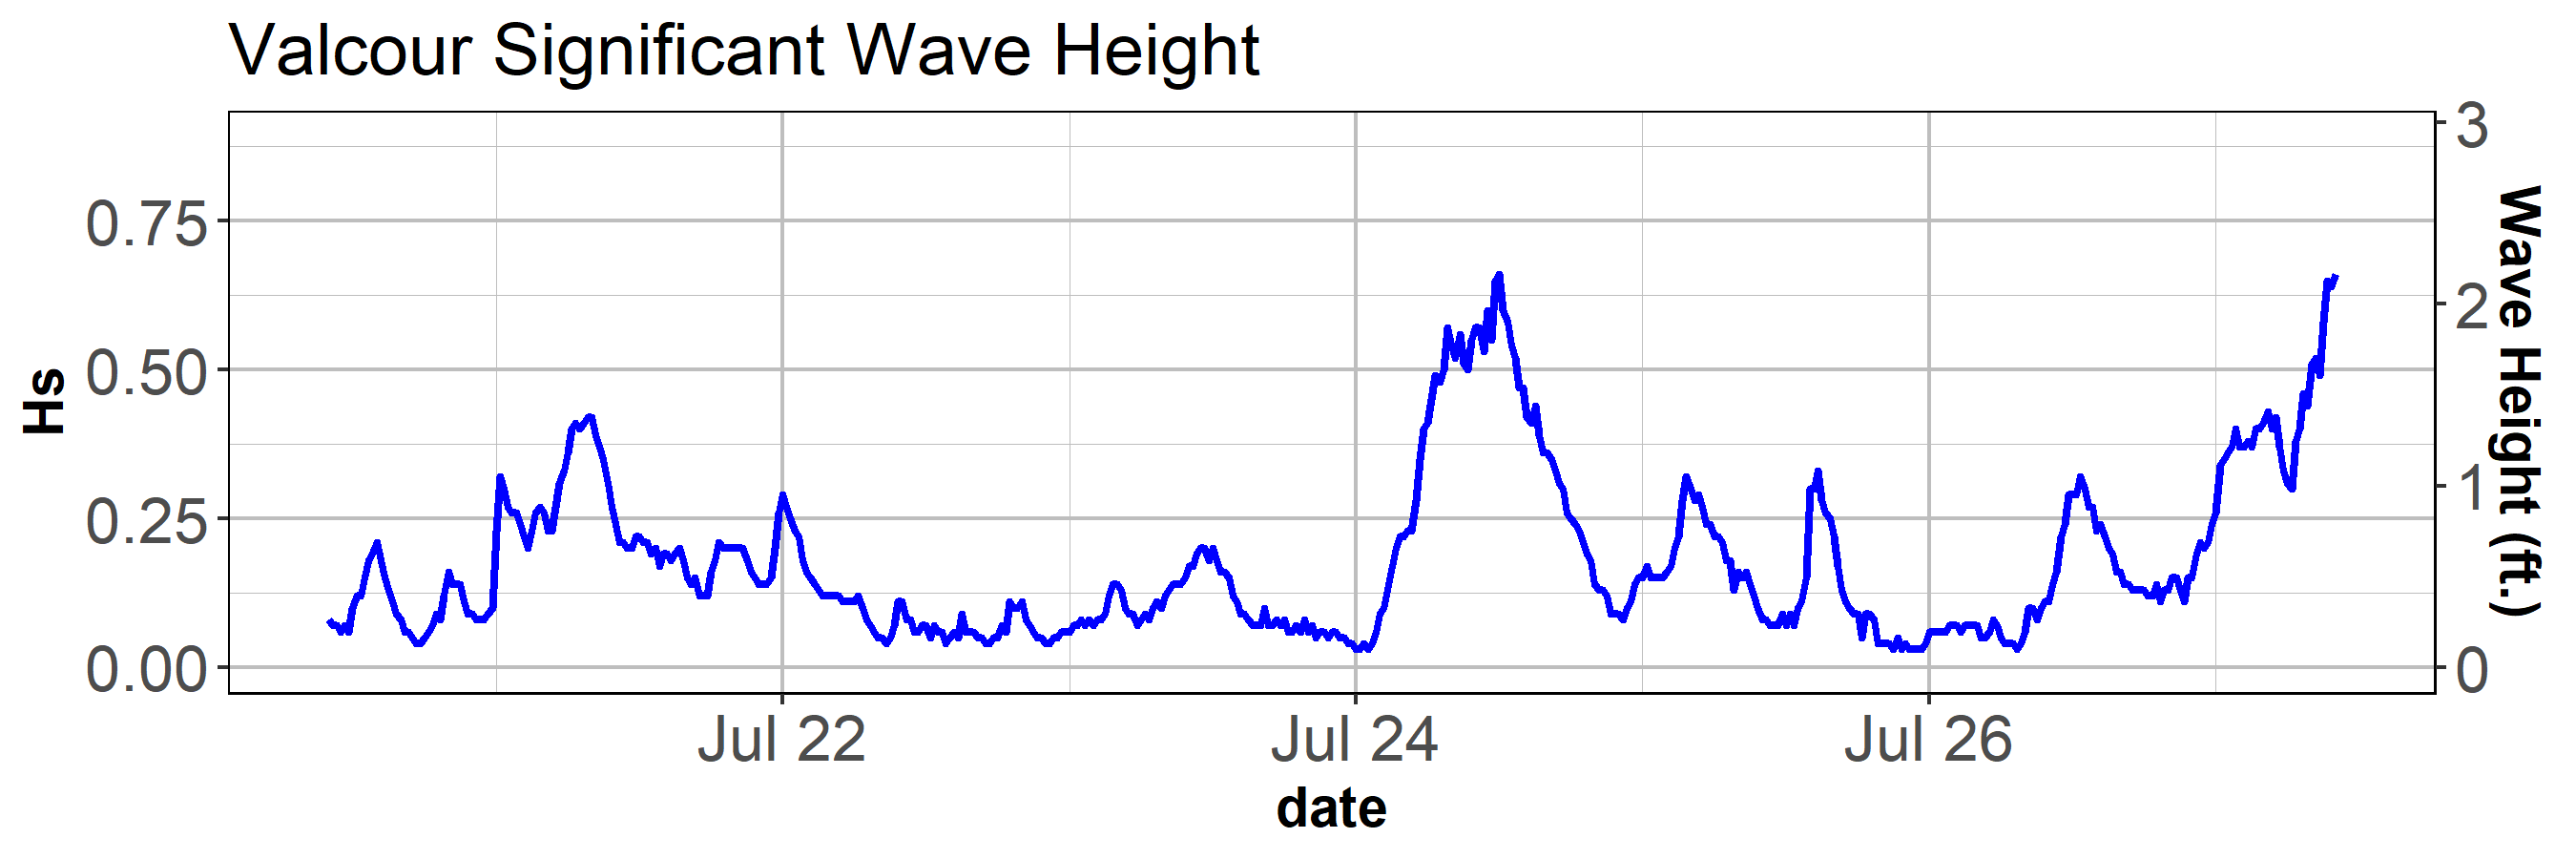 Valcour Significant Wave Height
Hs
0.75
0.50
0.25
0.00
3
2
1
0
Wave Height (ft.)
Jul 22
Jul 24
Jul 26
date